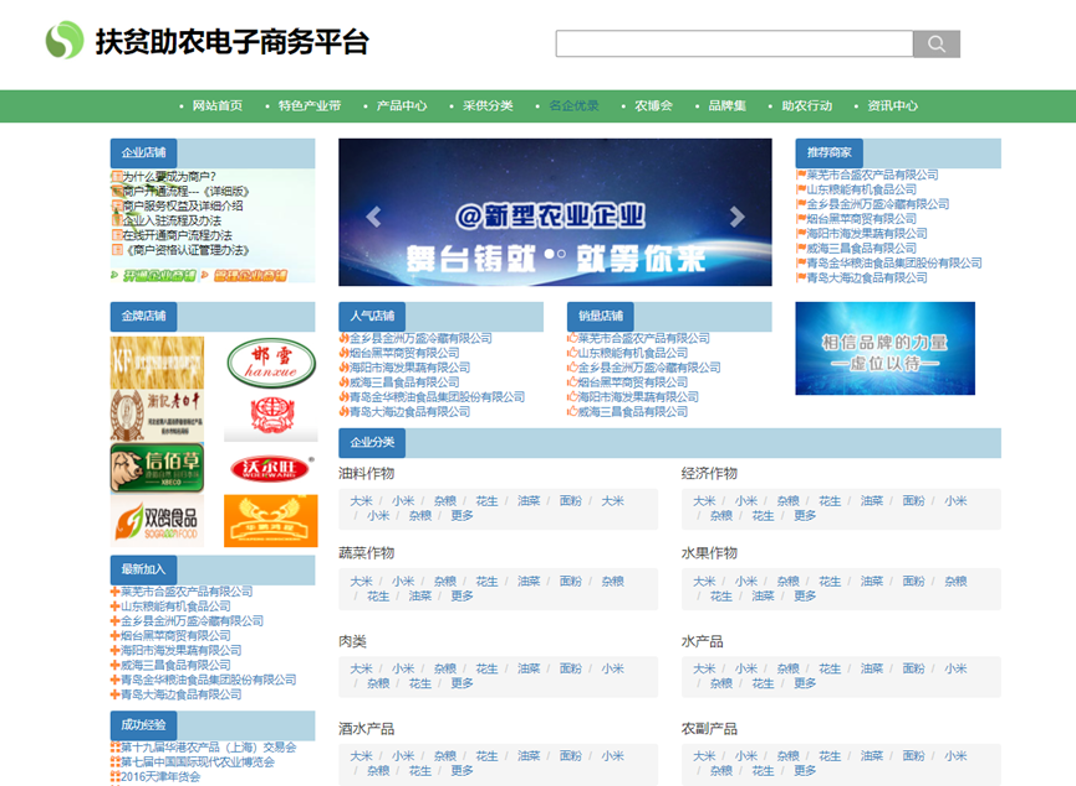 扶贫助农电子商务平台
网站首页 特色产业带 产品中心 采供分类 名企优录 农博会 品牌集 助农行动 资讯中心
企业店铺
为什么要成为商户?
商户开通流程---《详细版》
商户服务权益及详细介绍
企业入驻流程及办法
在线开通商户流程办法
《商户资格认证管理办法》
开通企业商铺 管理企业商铺
@新型农业企业
舞台铸就 就等你来
推荐商家
莱芜市合盛农产品有限公司
山东粮能有机食品公司
金乡县金洲万盛冷藏有限公司
烟台黑苹商贸有限公司
海阳市海发果蔬有限公司
威海三昌食品有限公司
青岛金华粮油食品集团股份有限公司
青岛大海边食品有限公司
金牌店铺
KF
邯雪
hanxue
衡记老白干
信佰草
XBECO
沃尔旺
WOERWANG
双鸽食品
SOGOODFOOD
人气店铺
金乡县金洲万盛冷藏有限公司
烟台黑苹商贸有限公司
海阳市海发果蔬有限公司
威海三昌食品有限公司
青岛金华粮油食品集团股份有限公司
青岛大海边食品有限公司
销量店铺
莱芜市合盛农产品有限公司
山东粮能有机食品公司
金乡县金洲万盛冷藏有限公司
烟台黑苹商贸有限公司
海阳市海发果蔬有限公司
威海三昌食品有限公司
相信品牌的力量
—虚位以待—
企业分类
油料作物
大米 / 小米 / 杂粮 / 花生 / 油菜 / 面粉 / 大米
/ 小米 / 杂粮 / 更多
经济作物
大米 / 小米 / 杂粮 / 花生 / 油菜 / 面粉 / 小米
/ 杂粮 / 花生 / 更多
蔬菜作物
大米 / 小米 / 杂粮 / 花生 / 油菜 / 面粉 / 杂粮
/ 花生 / 油菜 / 更多
水果作物
大米 / 小米 / 杂粮 / 花生 / 油菜 / 面粉 / 杂粮
/ 花生 / 油菜 / 更多
肉类
大米 / 小米 / 杂粮 / 花生 / 油菜 / 面粉 / 小米
/ 杂粮 / 花生 / 更多
水产品
大米 / 小米 / 杂粮 / 花生 / 油菜 / 面粉 / 小米
/ 杂粮 / 花生 / 更多
酒水产品
大米 / 小米 / 杂粮 / 花生 / 油菜 / 面粉 / 小米
/ 杂粮 / 花生 / 更多
农副产品
大米 / 小米 / 杂粮 / 花生 / 油菜 / 面粉 / 小米
/ 杂粮 / 花生 / 更多
最新加入
莱芜市合盛农产品有限公司
山东粮能有机食品公司
金乡县金洲万盛冷藏有限公司
烟台黑苹商贸有限公司
海阳市海发果蔬有限公司
威海三昌食品有限公司
青岛金华粮油食品集团股份有限公司
青岛大海边食品有限公司
成功经验
第十九届华港农产品（上海）交易会
第七届中国国际现代农业博览会
2016天津年货会